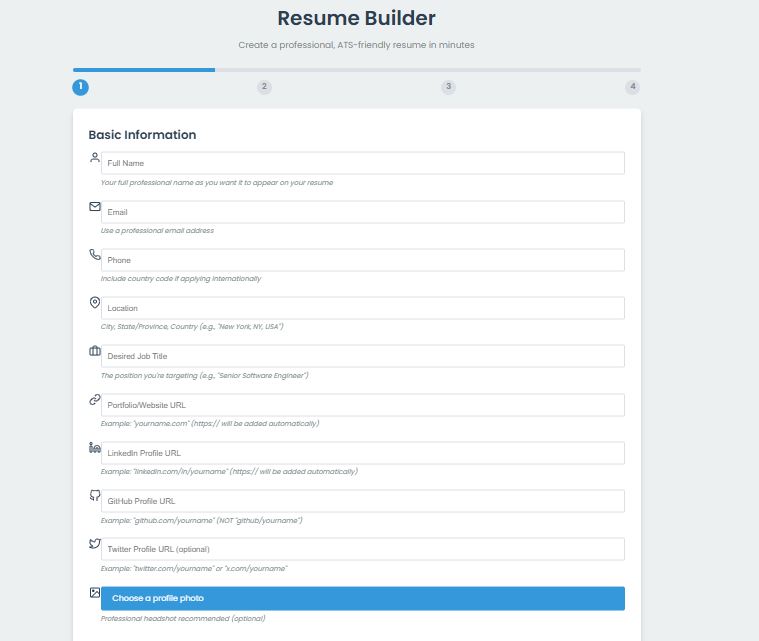 Resume Builder
Create a professional, ATS-friendly resume in minutes
1 2 3 4
Basic Information
Full Name
Your full professional name as you want it to appear on your resume
Email
Use a professional email address
Phone
Include country code if applying internationally
Location
City, State/Province, Country (e.g., "New York, NY, USA")
Desired Job Title
The position you're targeting (e.g., "Senior Software Engineer")
Portfolio/Website URL
Example: "yourname.com" (https:// will be added automatically)
LinkedIn Profile URL
Example: "linkedin.com/in/yourname" (https:// will be added automatically)
GitHub Profile URL
Example: "github.com/yourname" (NOT "github/yourname")
Twitter Profile URL (optional)
Example: "twitter.com/yourname" or "x.com/yourname"
Choose a profile photo
Professional headshot recommended (optional)